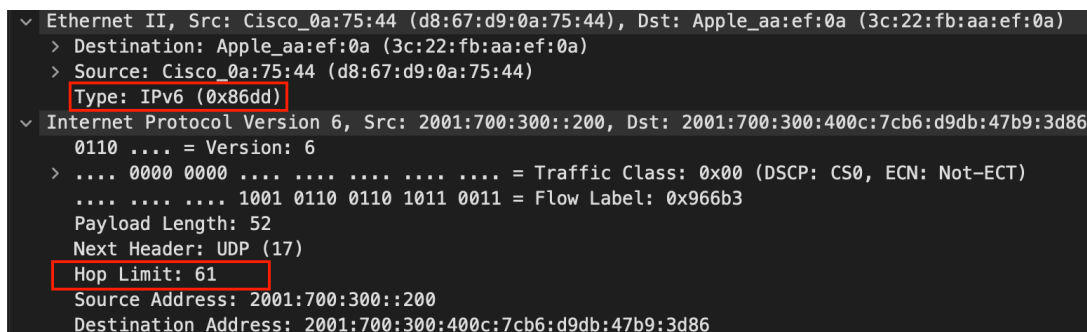 Ethernet II, Src: Cisco_0a:75:44 (d8:67:d9:0a:75:44), Dst: Apple_aa:ef:0a (3c:22:fb:aa:ef:0a)
Destination: Apple_aa:ef:0a (3c:22:fb:aa:ef:0a)
Source: Cisco_0a:75:44 (d8:67:d9:0a:75:44)
Type: IPv6 (0x86dd)
Internet Protocol Version 6, Src: 2001:700:300::200, Dst: 2001:700:300:400c:7cb6:d9db:47b9:3d86
0110 .... = Version: 6
.... 0000 0000 .... .... .... .... .... = Traffic Class: 0x00 (DSCP: CS0, ECN: Not-ECT)
.... .... .... 1001 0110 0110 1011 0011 = Flow Label: 0x966b3
Payload Length: 52
Next Header: UDP (17)
Hop Limit: 61
Source Address: 2001:700:300::200
Destination Address: 2001:700:300:400c:7cb6:d9db:47b9:3d86